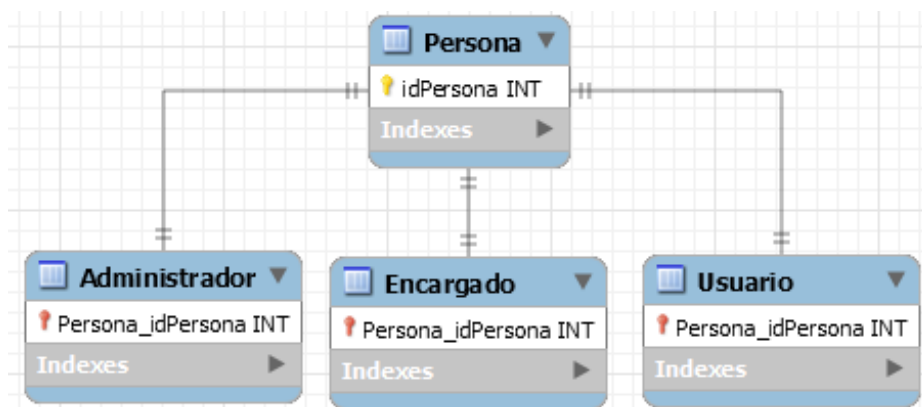 Persona
idPersona INT
Indexes
Administrador
Persona_idPersona INT
Indexes
Encargado
Persona_idPersona INT
Indexes
Usuario
Persona_idPersona INT
Indexes